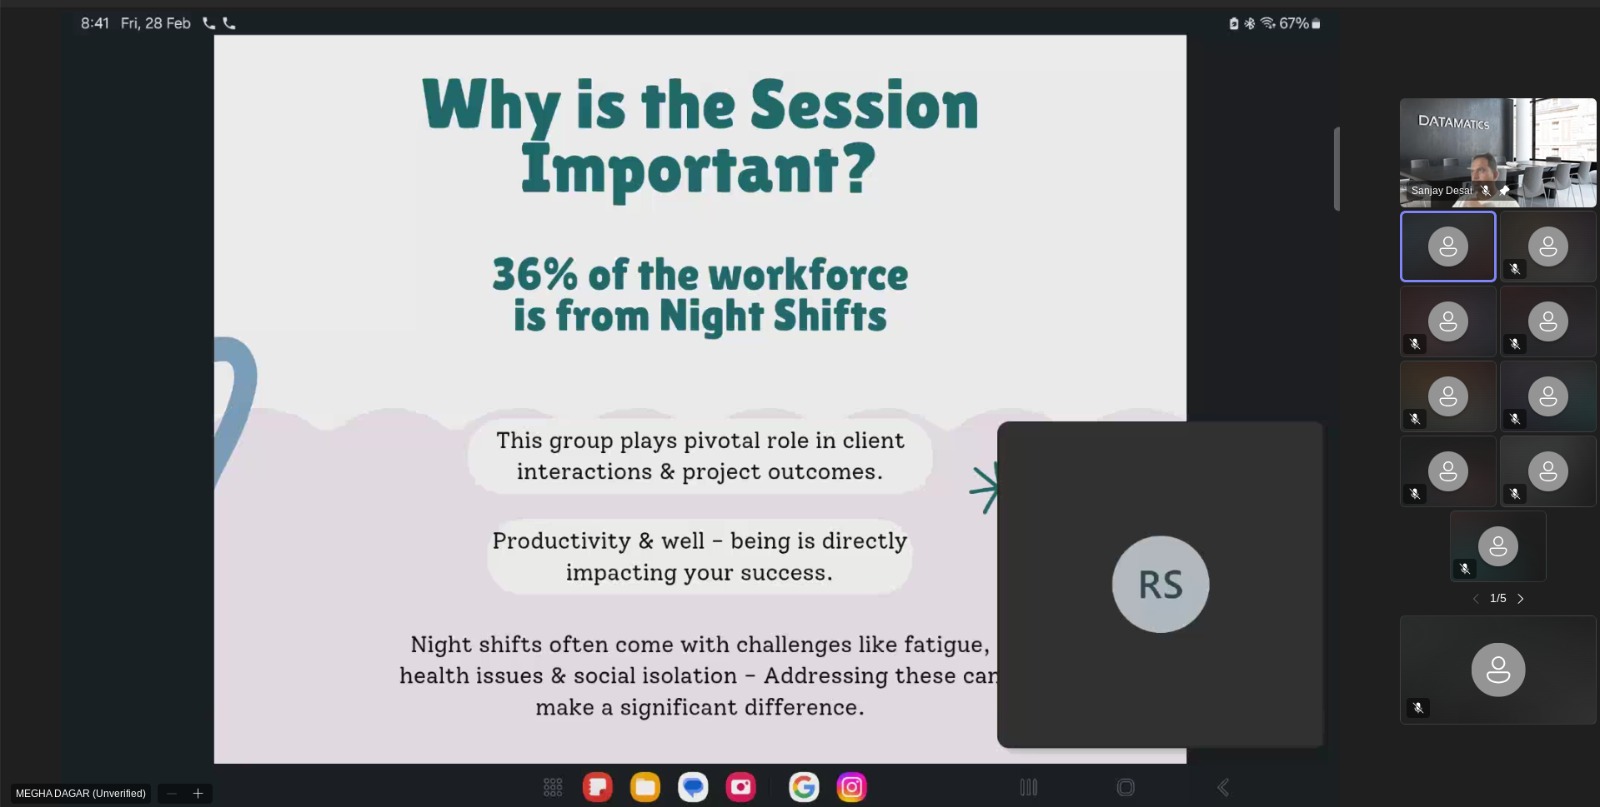 8:41 Fri, 28 Feb
67%
Why is the Session
Important?
36% of the workforce
is from Night Shifts
This group plays pivotal role in client
interactions & project outcomes.
Productivity & well - being is directly
impacting your success.
Night shifts often come with challenges like fatigue,
health issues & social isolation - Addressing these can
make a significant difference.
RS
DATAMATICS
Sanjay Desai
1/5
MEGHA DAGAR (Unverified)